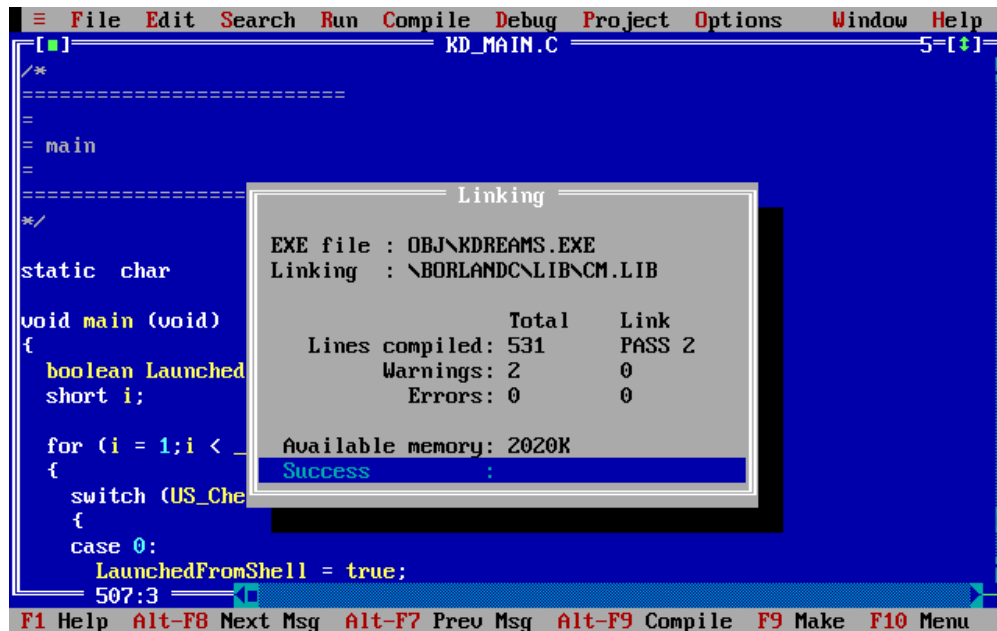 ≡ File Edit Search Run Compile Debug Project Options Window Help
[■] KD_MAIN.C 5=[↕]
/*
==========================
=
= main
=
==================
*/
static char
void main (void)
{
boolean Launched
short i;
for (i = 1;i < _
{
switch (US_Che
{
case 0:
LaunchedFromShell = true;
Linking
EXE file : OBJ\KDREAMS.EXE
Linking : \BORLANDC\LIB\CM.LIB
Total Link
Lines compiled: 531 PASS 2
Warnings: 2 0
Errors: 0 0
Available memory: 2020K
Success :
507:3
F1 Help Alt-F8 Next Msg Alt-F7 Prev Msg Alt-F9 Compile F9 Make F10 Menu